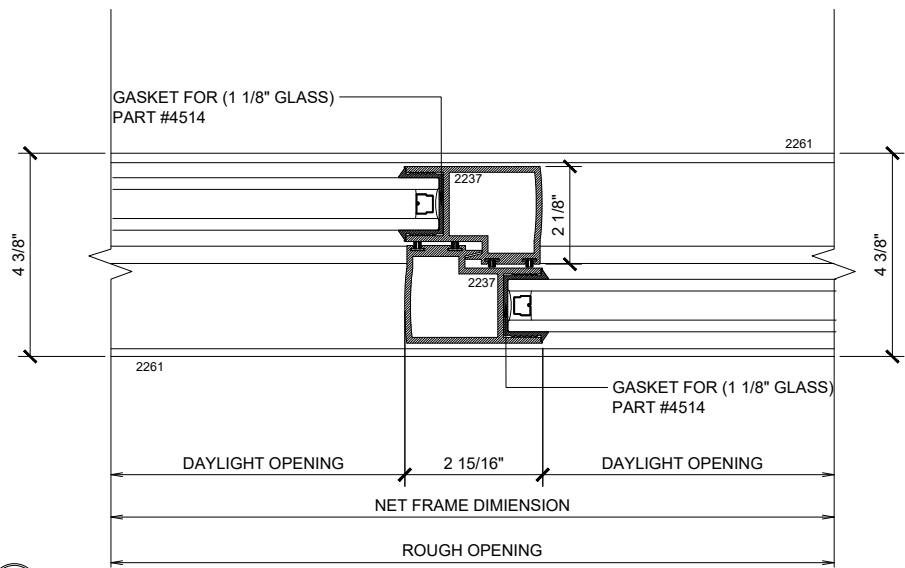 GASKET FOR (1 1/8" GLASS)
PART #4514
2261
2237
2 1/8"
4 3/8"
4 3/8"
2237
2261
GASKET FOR (1 1/8" GLASS)
PART #4514
DAYLIGHT OPENING
2 15/16"
DAYLIGHT OPENING
NET FRAME DIMIENSION
ROUGH OPENING